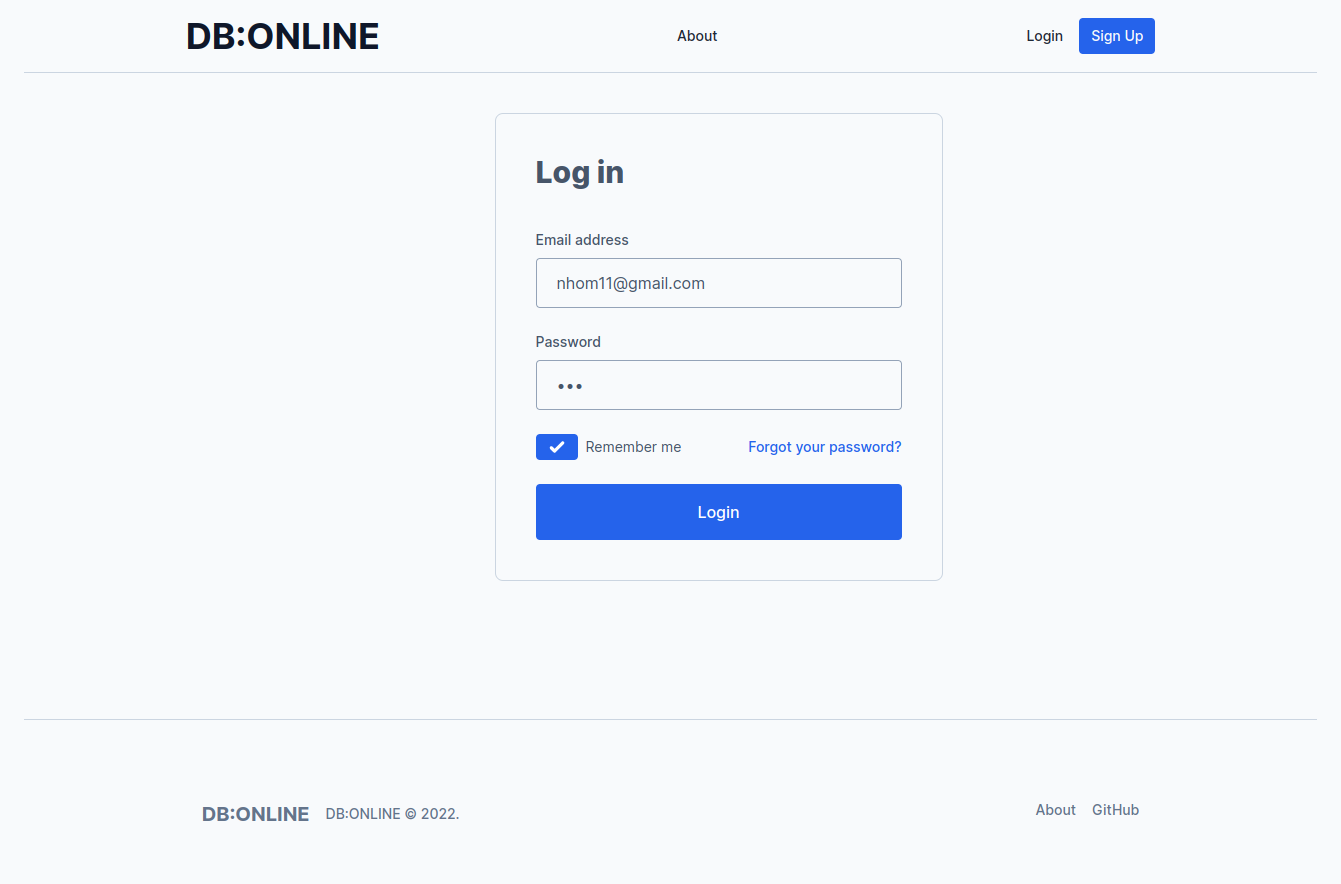 DB:ONLINE
About
Login
Sign Up
Log in
Email address
nhom11@gmail.com
Password
•••
Remember me
Forgot your password?
Login
DB:ONLINE
DB:ONLINE © 2022.
About
GitHub